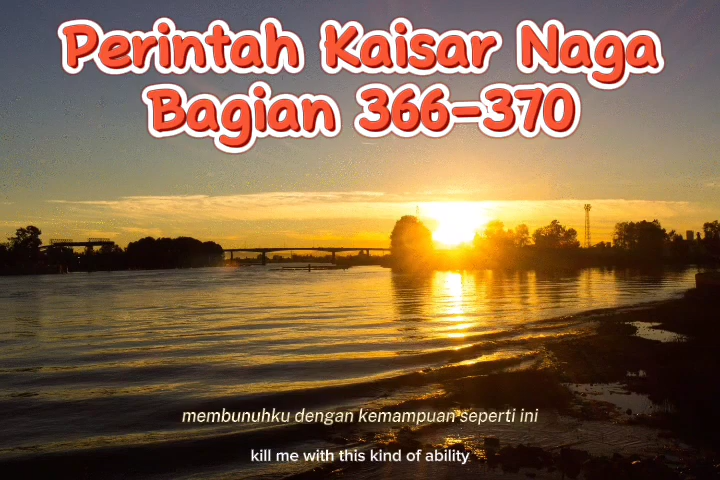 Perintah Kaisar Naga
Bagian 366-370
membunuhku dengan kemampuan seperti ini
kill me with this kind of ability